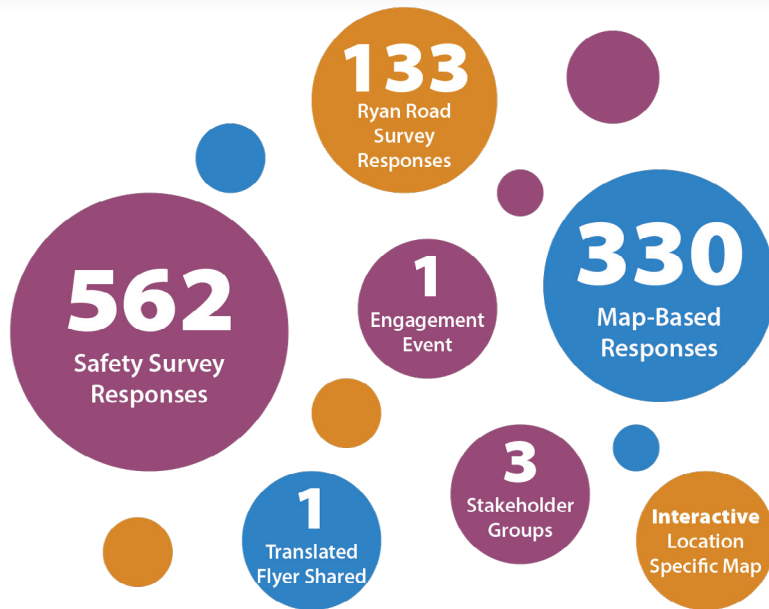 133
Ryan Road
Survey
Responses
562
Safety Survey
Responses
1
Engagement
Event
330
Map-Based
Responses
1
Translated
Flyer Shared
3
Stakeholder
Groups
Interactive
Location
Specific Map